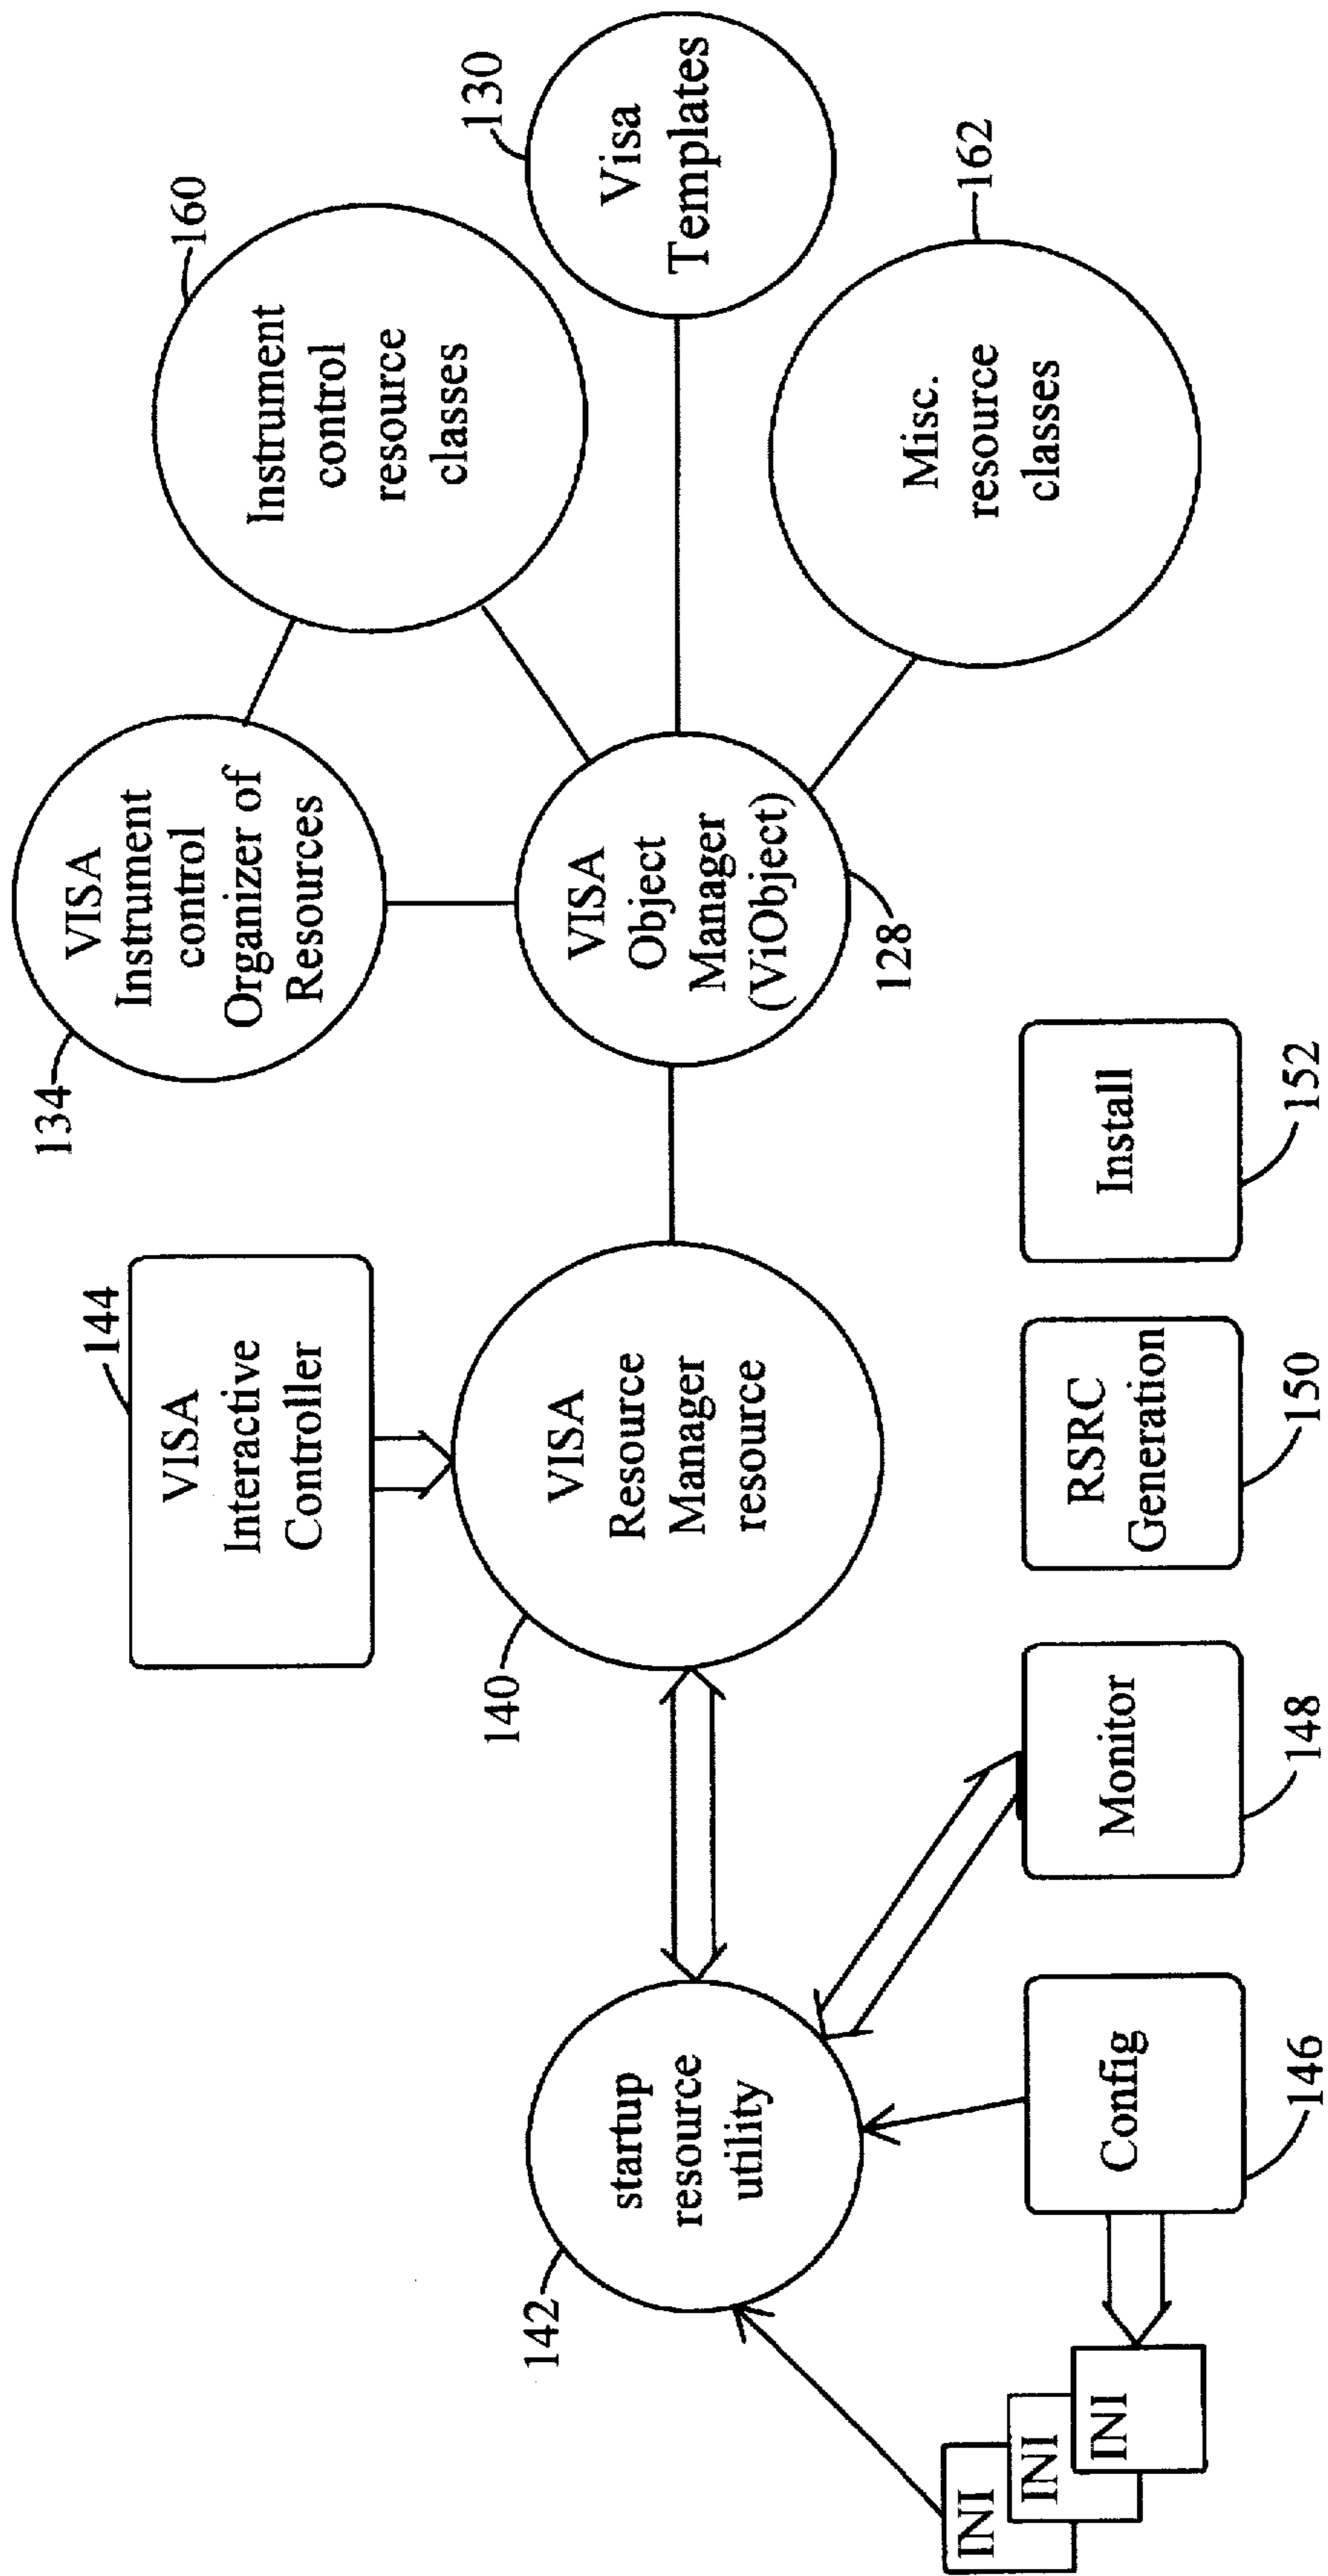 VISA
Instrument
control
Organizer of
Resources
134
Instrument
control
resource
classes
160
Visa
Templates
130
VISA
Interactive
Controller
144
VISA
Object
Manager
(ViObject)
128
VISA
Resource
Manager
resource
140
Misc.
resource
classes
162
startup
resource
utility
142
INI
INI
INI
Config
146
Monitor
148
RSRC
Generation
150
Install
152